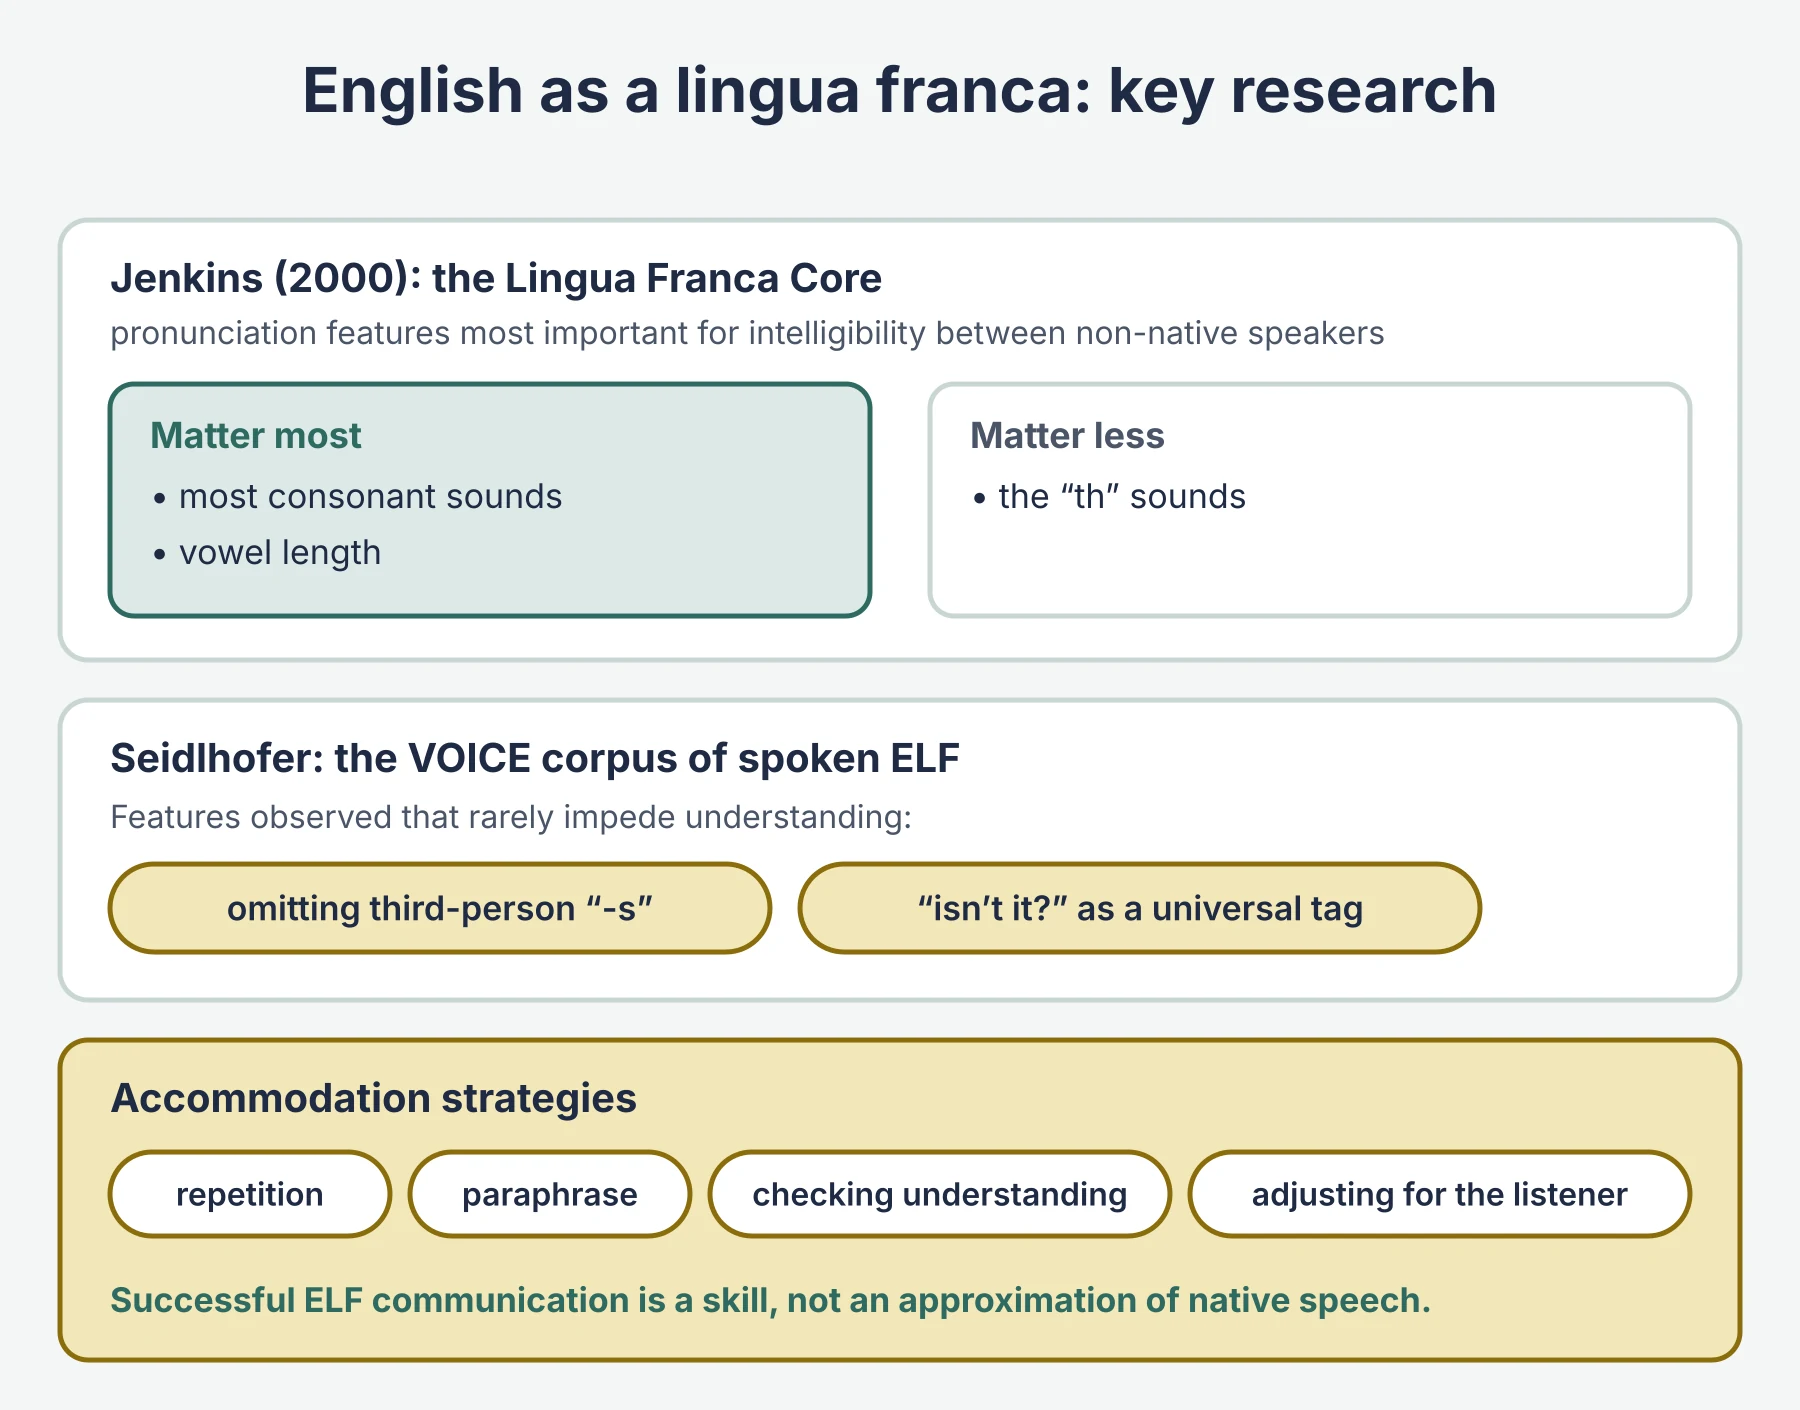 English as a lingua franca: key research
Jenkins (2000): the Lingua Franca Core
pronunciation features most important for intelligibility between non-native speakers
Matter most
• most consonant sounds
• vowel length
Matter less
• the “th” sounds
Seidlhofer: the VOICE corpus of spoken ELF
Features observed that rarely impede understanding:
omitting third-person “-s”
“isn’t it?” as a universal tag
Accommodation strategies
repetition
paraphrase
checking understanding
adjusting for the listener
Successful ELF communication is a skill, not an approximation of native speech.